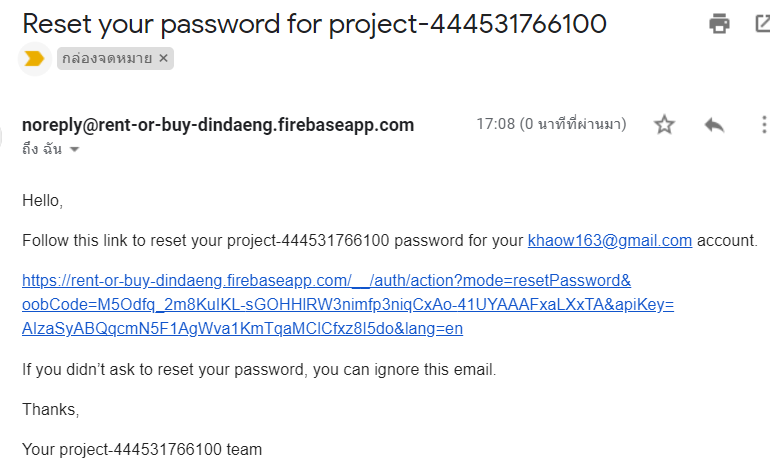 Reset your password for project-444531766100
กล่องจดหมาย ×
noreply@rent-or-buy-dindaeng.firebaseapp.com 17:08 (0 นาทีที่ผ่านมา)
ถึง ฉัน
Hello,
Follow this link to reset your project-444531766100 password for your khaow163@gmail.com account.
https://rent-or-buy-dindaeng.firebaseapp.com/__/auth/action?mode=resetPassword&
oobCode=M5Odfq_2m8KuIKL-sGOHHIRW3nimfp3niqCxAo-41UYAAAFxaLXxTA&apiKey=
AIzaSyABQqcmN5F1AgWva1KmTqaMClCfxz8I5do&lang=en
If you didn’t ask to reset your password, you can ignore this email.
Thanks,
Your project-444531766100 team